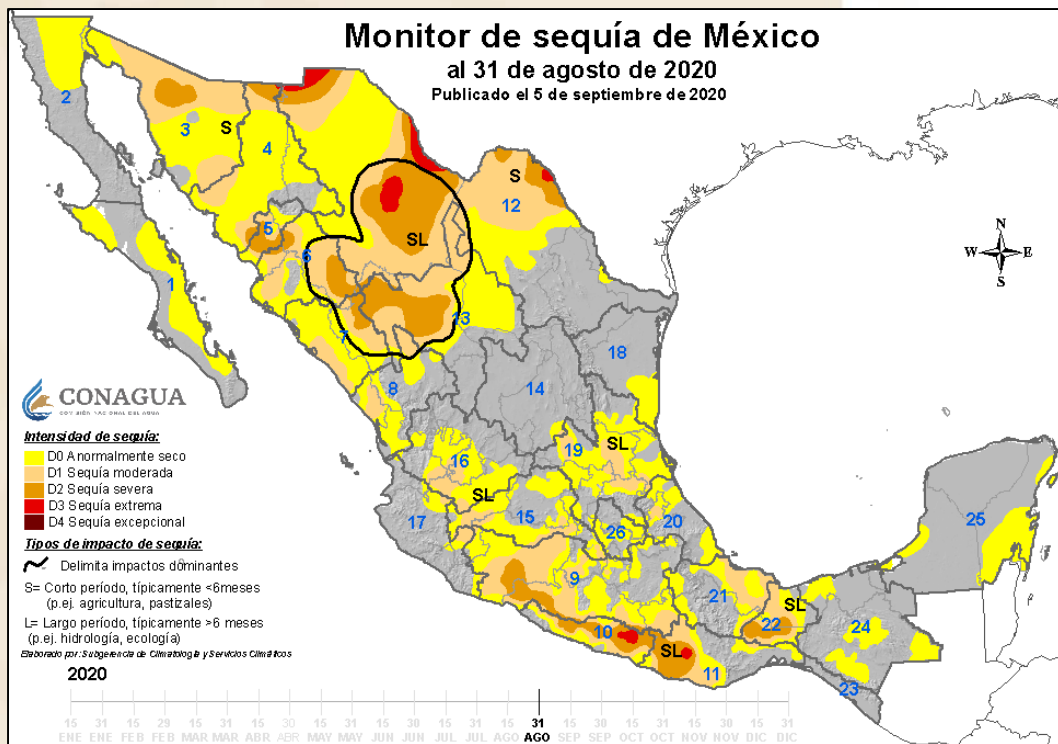 Monitor de sequía de México
al 31 de agosto de 2020
Publicado el 5 de septiembre de 2020
2
3
S
4
S
12
5
SL
6
1
13
7
18
8
14
N
W
E
S
CONAGUA
COMISIÓN NACIONAL DEL AGUA
Intensidad de sequía:
D0 Anormalmente seco
D1 Sequía moderada
D2 Sequía severa
D3 Sequía extrema
D4 Sequía excepcional
Tipos de impacto de sequía:
Delimita impactos dominantes
S= Corto período, típicamente <6meses
(p.ej. agricultura, pastizales)
L= Largo período, típicamente >6 meses
(p.ej. hidrología, ecología)
Elaborado por: Subgerencia de Climatología y Servicios Climáticos
SL
19
16
SL
25
17
15
26
20
9
21
SL
22
24
10
SL
11
23
2020
15 31 15 29 15 31 15 30 15 31 15 30 15 31 15 31 15 30 15 31 15 30 15 31
ENE ENE FEB FEB MAR MAR ABR ABR MAY MAY JUN JUN JUL JUL AGO AGO SEP SEP OCT OCT NOV NOV DIC DIC